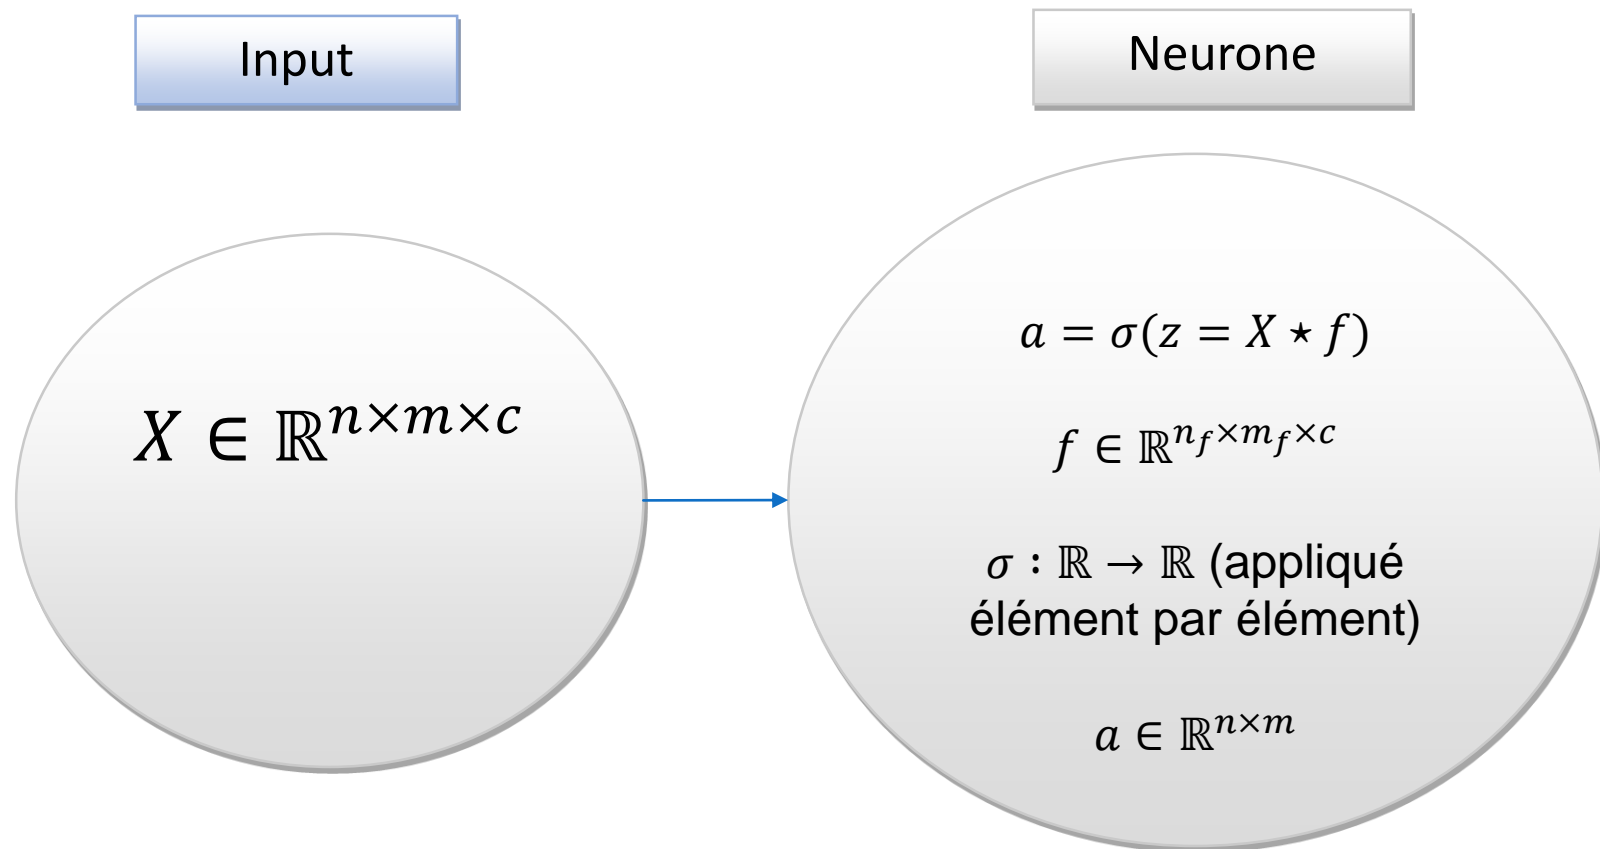 Input
Neurone
X ∈ ℝ^{n×m×c}
a = σ(z = X ⋆ f)
f ∈ ℝ^{n_f×m_f×c}
σ : ℝ → ℝ (appliqué
élément par élément)
a ∈ ℝ^{n×m}